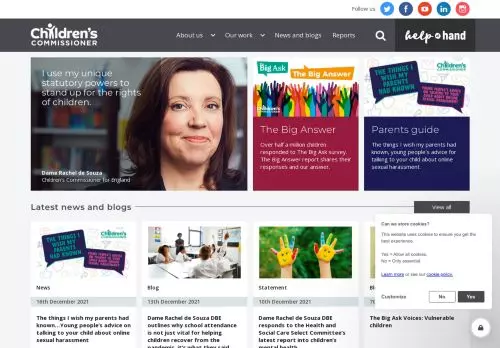 Follow us
Children's
COMMISSIONER
About us
Our work
News and blogs
Reports
help at hand
I use my unique
statutory powers to
stand up for the rights
of children.
Dame Rachel de Souza
Children's Commissioner for England
The Big Ask
The Big Answer
Children's
The Big Answer
Over half a million children
responded to The Big Ask survey.
The Big Answer report shares their
responses and our answer.
THE THINGS I WISH
MY PARENTS
HAD KNOWN
Parents guide
The things I wish my parents had
known, young people's advice for
talking to your child about online
sexual harassment.
Latest news and blogs
View all
THE THINGS I
WISH MY PARENTS
HAD KNOWN
Children's
News
16th December 2021
The things I wish my parents had
known...Young people's advice on
talking to your child about online
sexual harassment
Blog
13th December 2021
Dame Rachel de Souza DBE
outlines why school attendance
is not just vital for helping
children recover from the
pandemic, it's what they said
Statement
9th December 2021
Dame Rachel de Souza DBE
responds to the Health and
Social Care Select Committee's
latest report into children's
mental health
The Big Ask Voices: Vulnerable
children
Can we store cookies?
This website uses cookies to ensure you get the
best experience.
Yes = Allow all cookies.
No = Only essential.
Learn more or see our cookie policy.
Customize
No
Yes